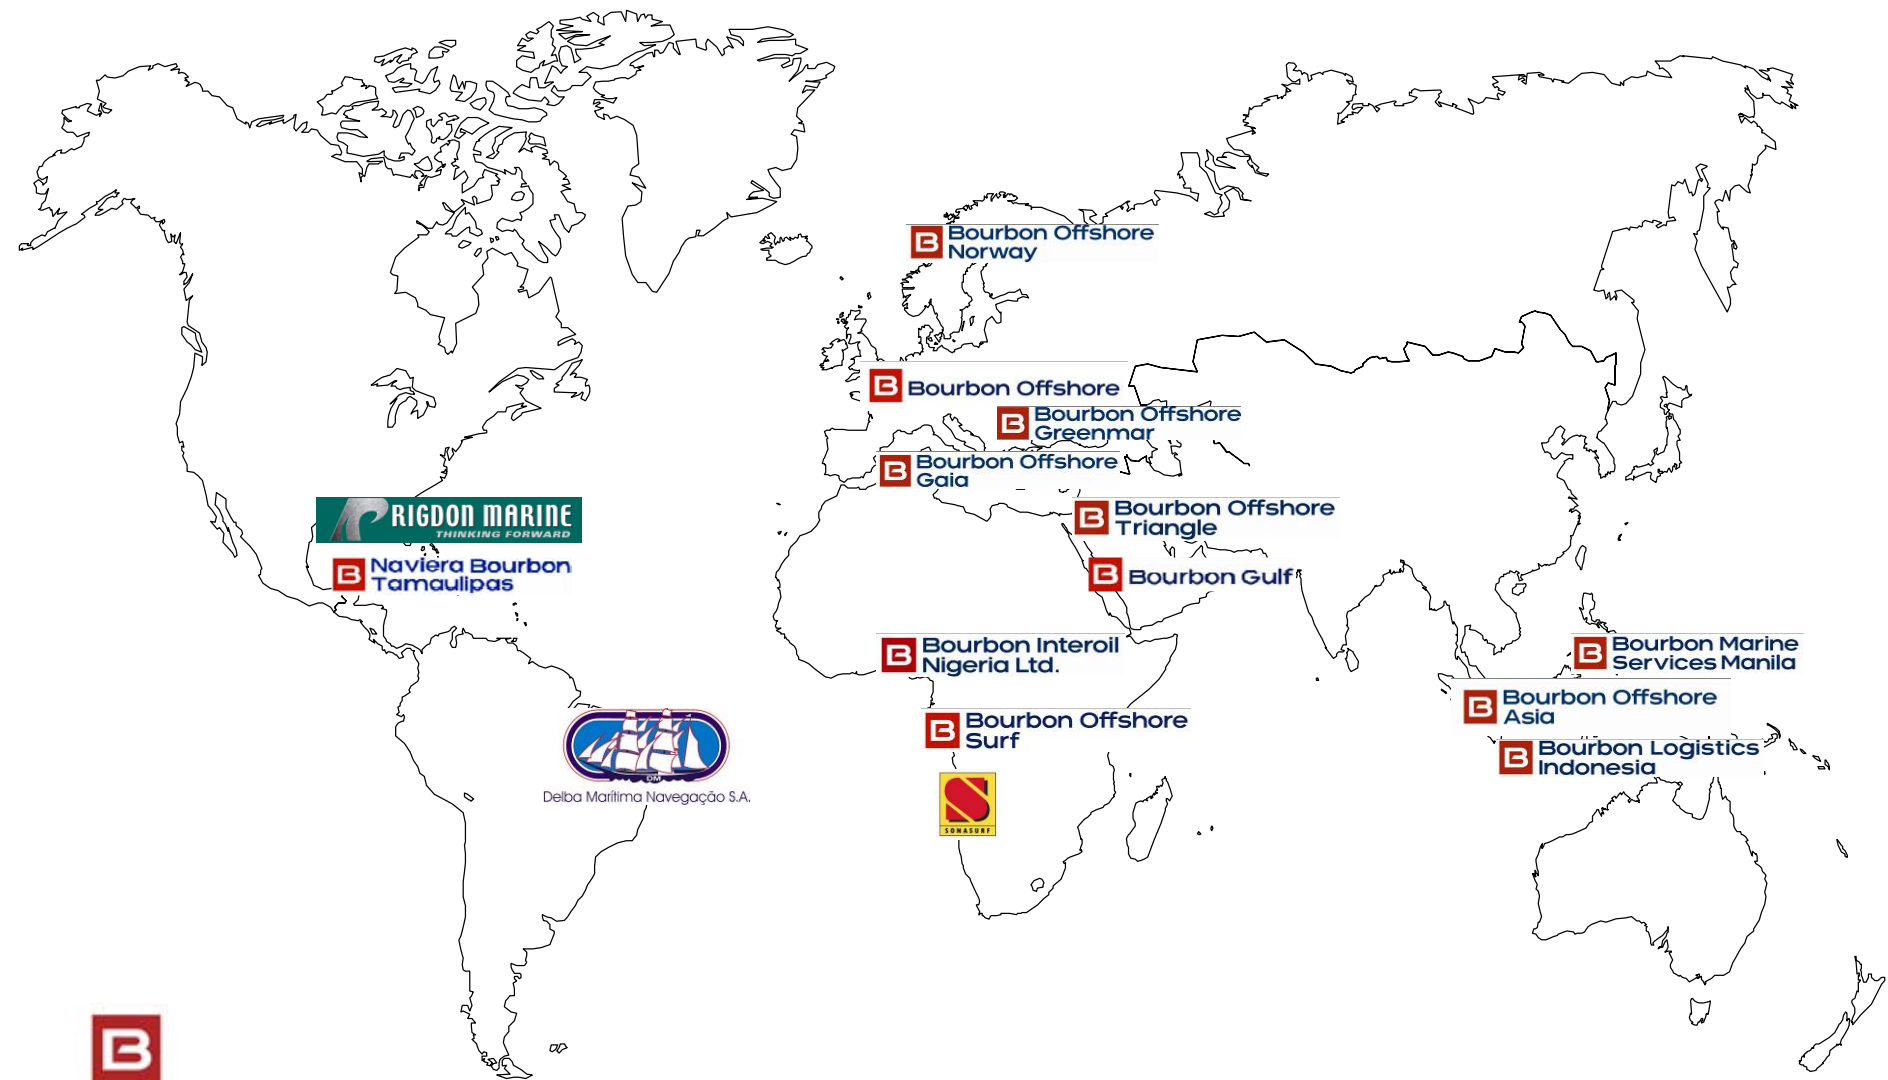 Bourbon Offshore
Norway
Bourbon Offshore
Bourbon Offshore
Greenmar
Bourbon Offshore
Gaia
RIGDON MARINE
THINKING FORWARD
Bourbon Offshore
Triangle
Naviera Bourbon
Tamaulipas
Bourbon Gulf
Bourbon Interoil
Nigeria Ltd.
Bourbon Marine
Services Manila
Bourbon Offshore
Asia
Bourbon Offshore
Surf
DM
Delba Marítima Navegação S.A.
Bourbon Logistics
Indonesia
S
SONASURF
B